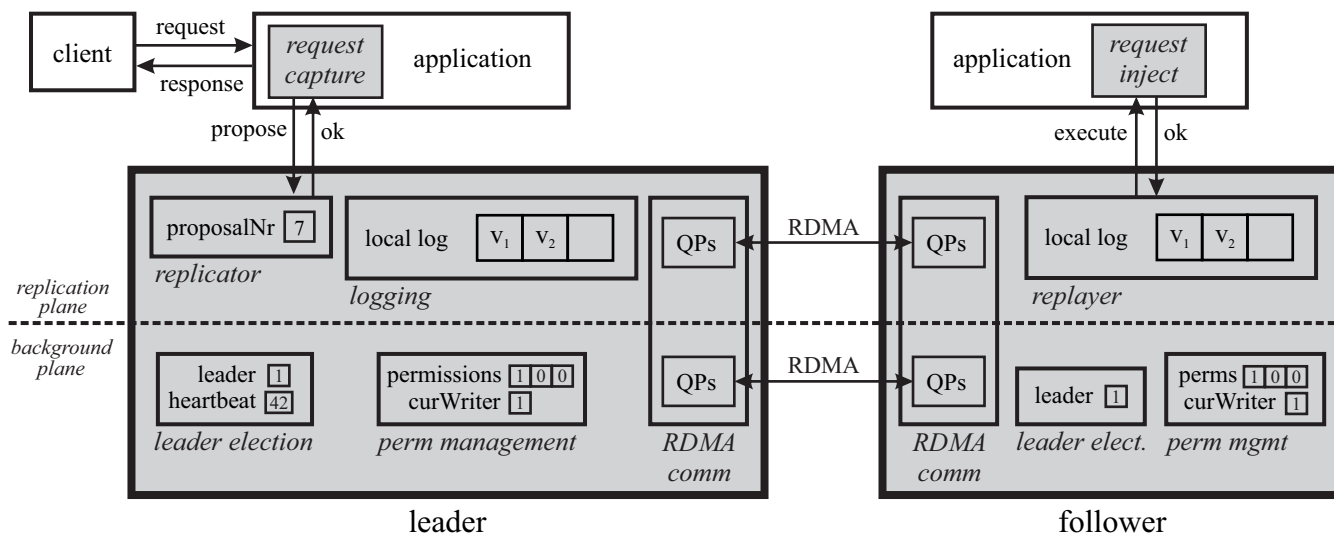 client
request
response
request
capture
application
propose
ok
application
request
inject
execute
ok
proposalNr 7
replicator
local log v1 v2
logging
QPs
RDMA
QPs
local log v1 v2
replayer
replication
plane
background
plane
leader 1
heartbeat 42
leader election
permissions 1 0 0
curWriter 1
perm management
QPs
RDMA
comm
RDMA
QPs
RDMA
comm
leader 1
leader elect.
perms 1 0 0
curWriter 1
perm mgmt
leader
follower